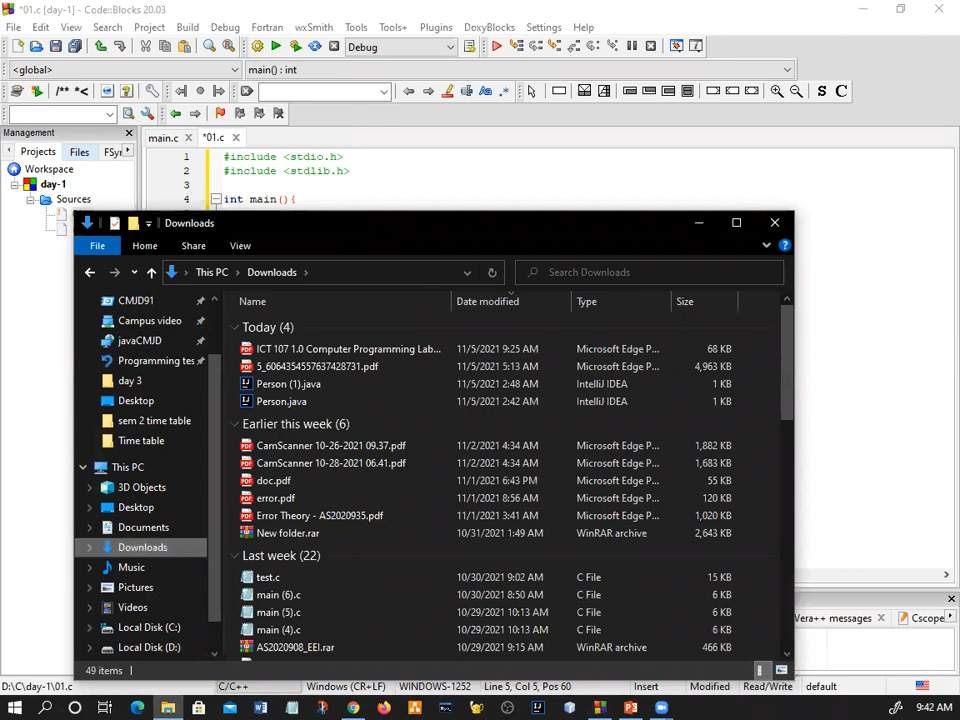 *01.c [day-1] - Code::Blocks 20.03
File Edit View Search Project Build Debug Fortran wxSmith Tools Tools+ Plugins DoxyBlocks Settings Help
Debug
<global> main() : int
/** *<
S C
Management
Projects Files FSy
main.c *01.c
Workspace
day-1
Sources
1 #include <stdio.h>
2 #include <stdlib.h>
3
4 int main(){
Downloads
File Home Share View
This PC Downloads
Search Downloads
CMJD91
Campus video
javaCMJD
Programming tes
day 3
Desktop
sem 2 time table
Time table
This PC
3D Objects
Desktop
Documents
Downloads
Music
Pictures
Videos
Local Disk (C:)
Local Disk (D:)
Name Date modified Type Size
Today (4)
ICT 107 1.0 Computer Programming Lab... 11/5/2021 9:25 AM Microsoft Edge P... 68 KB
5_6064354557637428731.pdf 11/5/2021 5:13 AM Microsoft Edge P... 4,963 KB
Person (1).java 11/5/2021 2:48 AM IntelliJ IDEA 1 KB
Person.java 11/5/2021 2:42 AM IntelliJ IDEA 1 KB
Earlier this week (6)
CamScanner 10-26-2021 09.37.pdf 11/2/2021 4:34 AM Microsoft Edge P... 1,882 KB
CamScanner 10-28-2021 06.41.pdf 11/2/2021 4:34 AM Microsoft Edge P... 1,683 KB
doc.pdf 11/1/2021 6:43 PM Microsoft Edge P... 55 KB
error.pdf 11/1/2021 8:56 AM Microsoft Edge P... 120 KB
Error Theory - AS2020935.pdf 11/1/2021 3:41 AM Microsoft Edge P... 1,020 KB
New folder.rar 10/31/2021 1:49 AM WinRAR archive 2,643 KB
Last week (22)
test.c 10/30/2021 9:02 AM C File 15 KB
main (6).c 10/30/2021 8:50 AM C File 6 KB
main (5).c 10/29/2021 10:13 AM C File 6 KB
main (4).c 10/29/2021 10:13 AM C File 6 KB
AS2020908_EEI.rar 10/29/2021 9:15 AM WinRAR archive 466 KB
49 items
Vera++ messages Cscope
D:\C\day-1\01.c C/C++ Windows (CR+LF) WINDOWS-1252 Line 5, Col 5, Pos 60 Insert Modified Read/Write default
9:42 AM